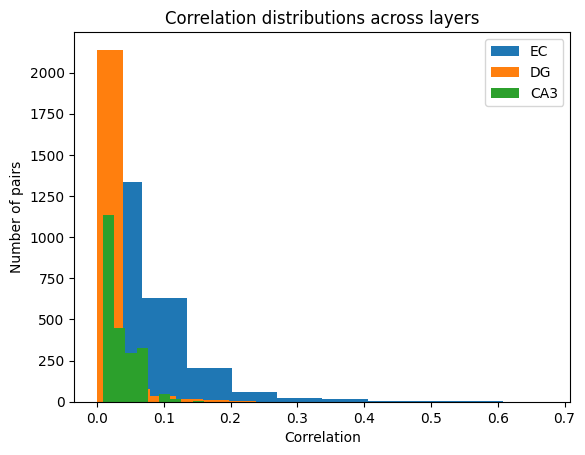 Correlation distributions across layers
EC
DG
CA3
Number of pairs
2000
1750
1500
1250
1000
750
500
250
0
0.0 0.1 0.2 0.3 0.4 0.5 0.6 0.7
Correlation